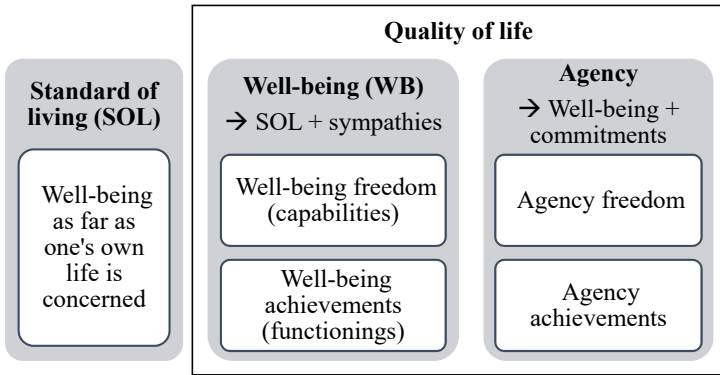 Quality of life
Standard of
living (SOL)
Well-being
as far as
one's own
life is
concerned
Well-being (WB)
→ SOL + sympathies
Well-being freedom
(capabilities)
Well-being
achievements
(functionings)
Agency
→ Well-being +
commitments
Agency freedom
Agency
achievements